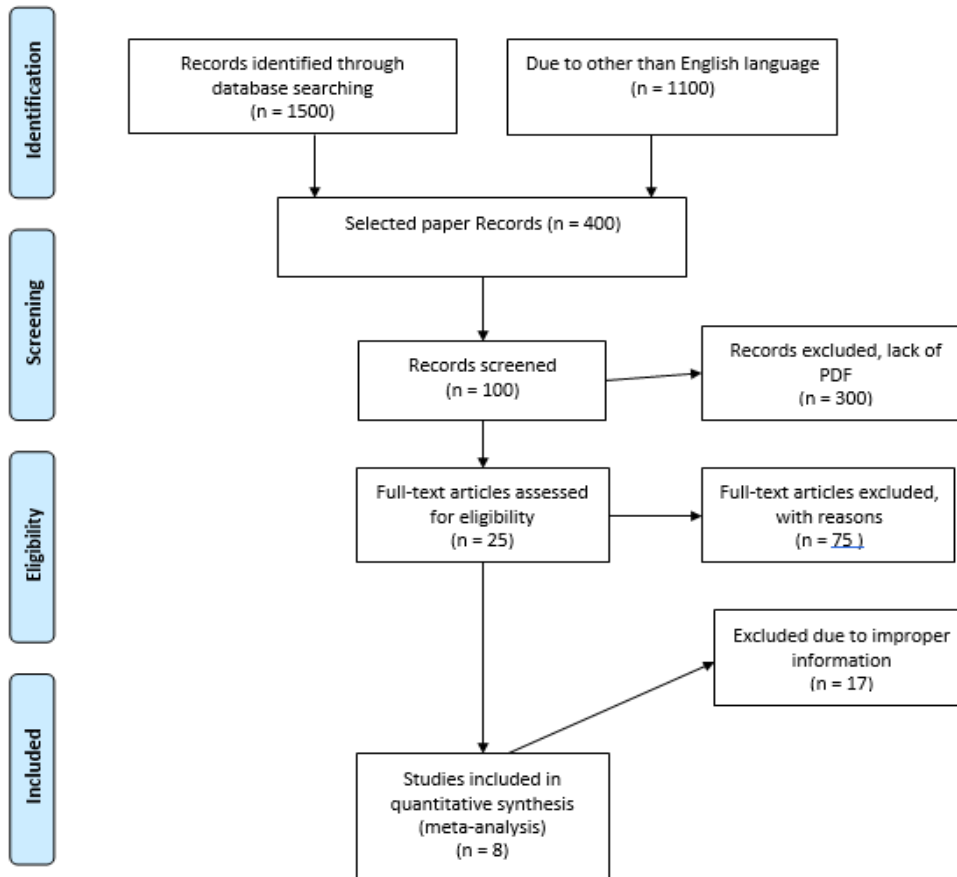 Identification
Records identified through
database searching
(n = 1500)
Due to other than English language
(n = 1100)
Selected paper Records (n = 400)
Screening
Records screened
(n = 100)
Records excluded, lack of
PDF
(n = 300)
Eligibility
Full-text articles assessed
for eligibility
(n = 25)
Full-text articles excluded,
with reasons
(n = 75 )
Excluded due to improper
information
(n = 17)
Included
Studies included in
quantitative synthesis
(meta-analysis)
(n = 8)